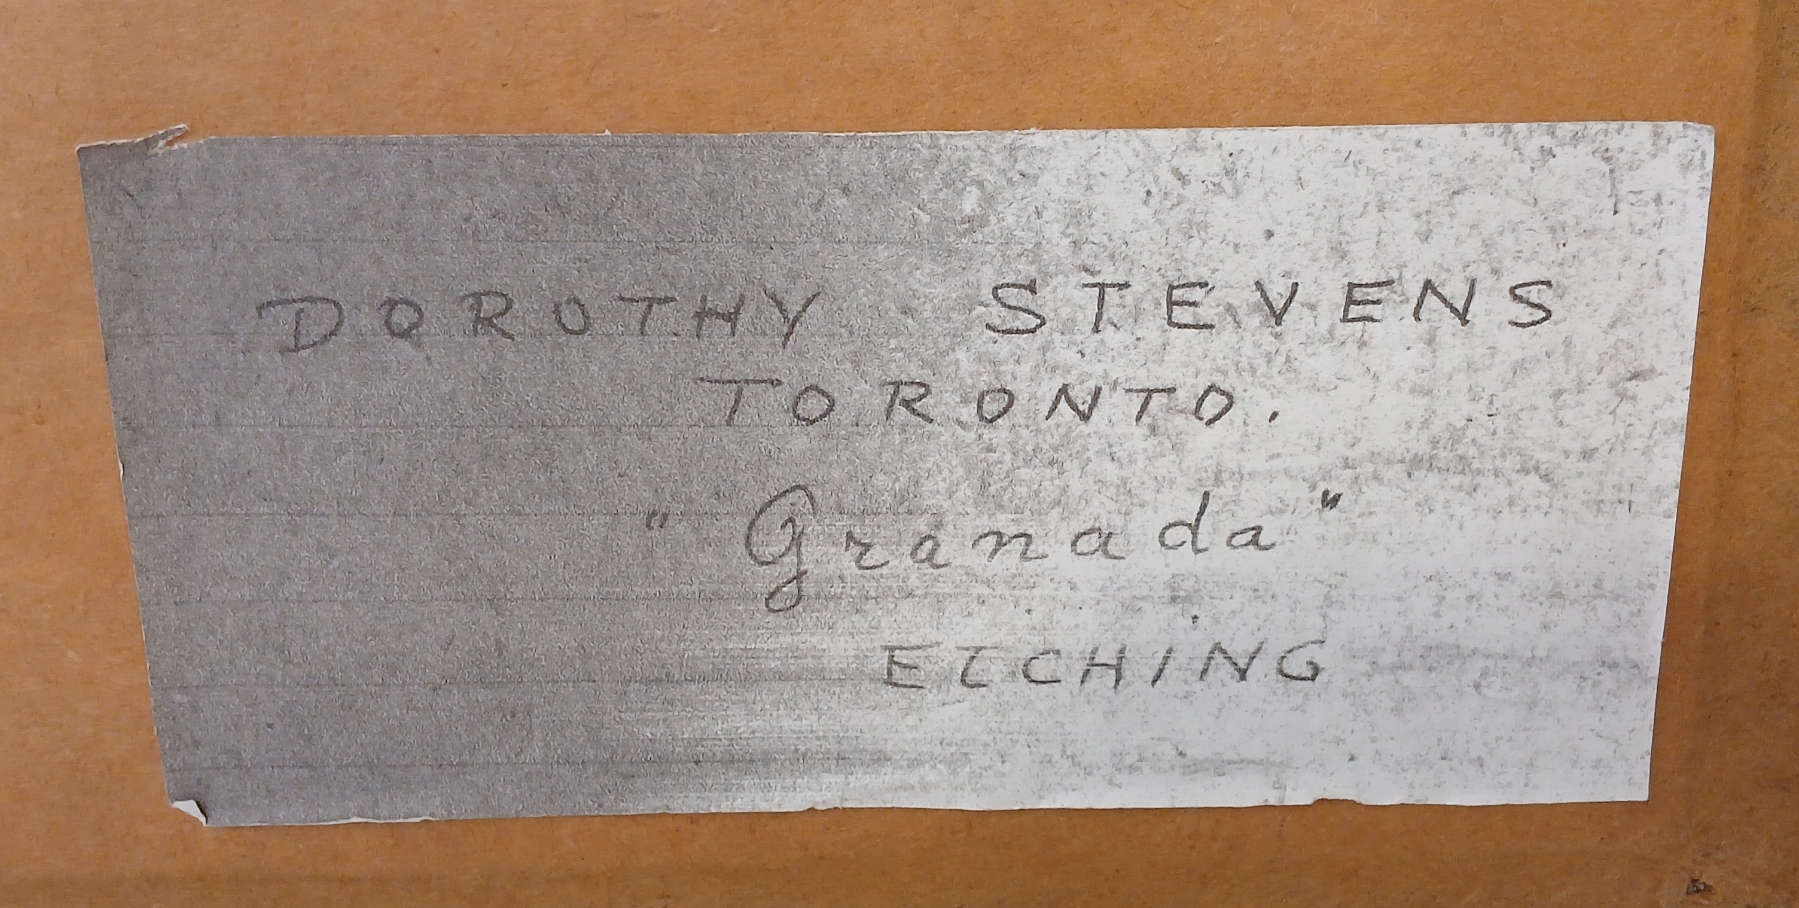 DOROTHY STEVENS
TORONTO.
"Granada"
ETCHING